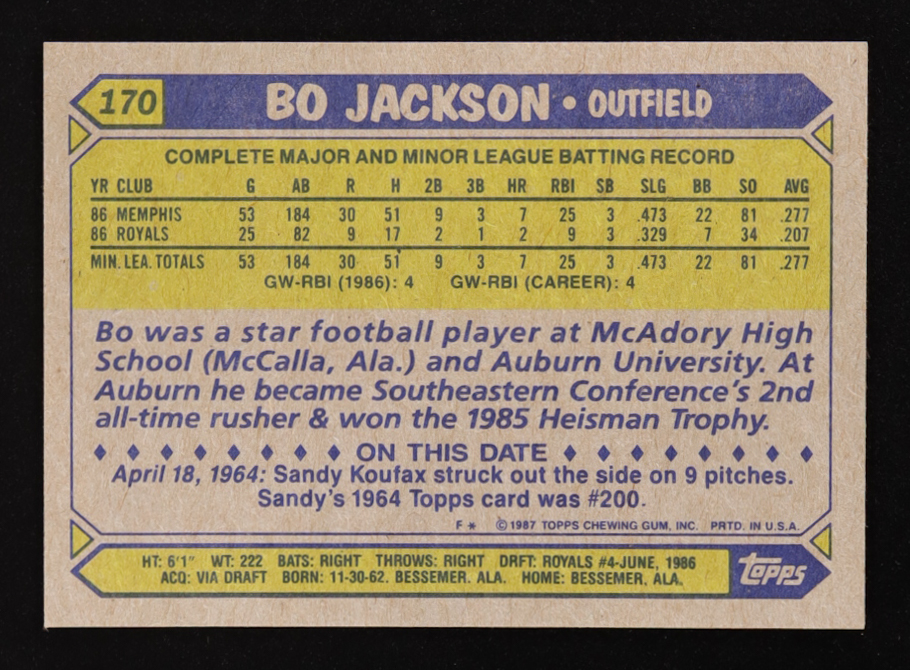 170 BO JACKSON • OUTFIELD
COMPLETE MAJOR AND MINOR LEAGUE BATTING RECORD
YR CLUB G AB R H 2B 3B HR RBI SB SLG BB SO AVG
86 MEMPHIS 53 184 30 51 9 3 7 25 3 .473 22 81 .277
86 ROYALS 25 82 9 17 2 1 2 9 3 .329 7 34 .207
MIN. LEA. TOTALS 53 184 30 51 9 3 7 25 3 .473 22 81 .277
GW-RBI (1986): 4 GW-RBI (CAREER): 4
Bo was a star football player at McAdory High
School (McCalla, Ala.) and Auburn University. At
Auburn he became Southeastern Conference's 2nd
all-time rusher & won the 1985 Heisman Trophy.
ON THIS DATE
April 18, 1964: Sandy Koufax struck out the side on 9 pitches.
Sandy's 1964 Topps card was #200.
F * ©1987 TOPPS CHEWING GUM, INC. PRTD. IN U.S.A.
HT: 6'1" WT: 222 BATS: RIGHT THROWS: RIGHT DRFT: ROYALS #4-JUNE, 1986
ACQ: VIA DRAFT BORN: 11-30-62. BESSEMER. ALA. HOME: BESSEMER, ALA.
topps